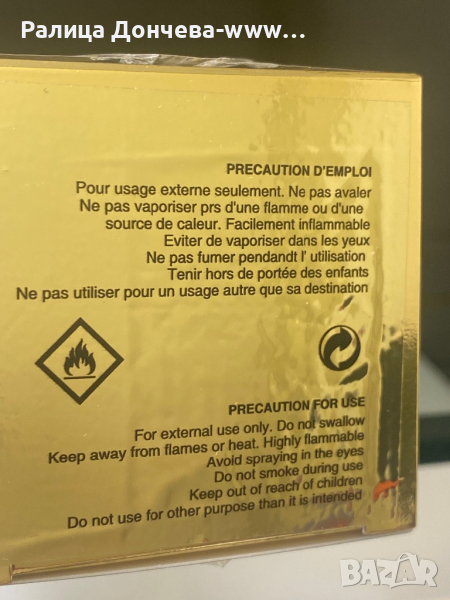 Ралица Дончева-www...
PRECAUTION D'EMPLOI
Pour usage externe seulement. Ne pas avaler
Ne pas vaporiser prs d'une flamme ou d'une
source de caleur. Facilement inflammable
Eviter de vaporiser dans les yeux
Ne pas fumer pendandt l' utilisation
Tenir hors de portée des enfants
Ne pas utiliser pour un usage autre que sa destination
PRECAUTION FOR USE
For external use only. Do not swallow
Keep away from flames or heat. Highly flammable
Avoid spraying in the eyes
Do not smoke during use
Keep out of reach of children
Do not use for other purpose than it is intended
BAZAR